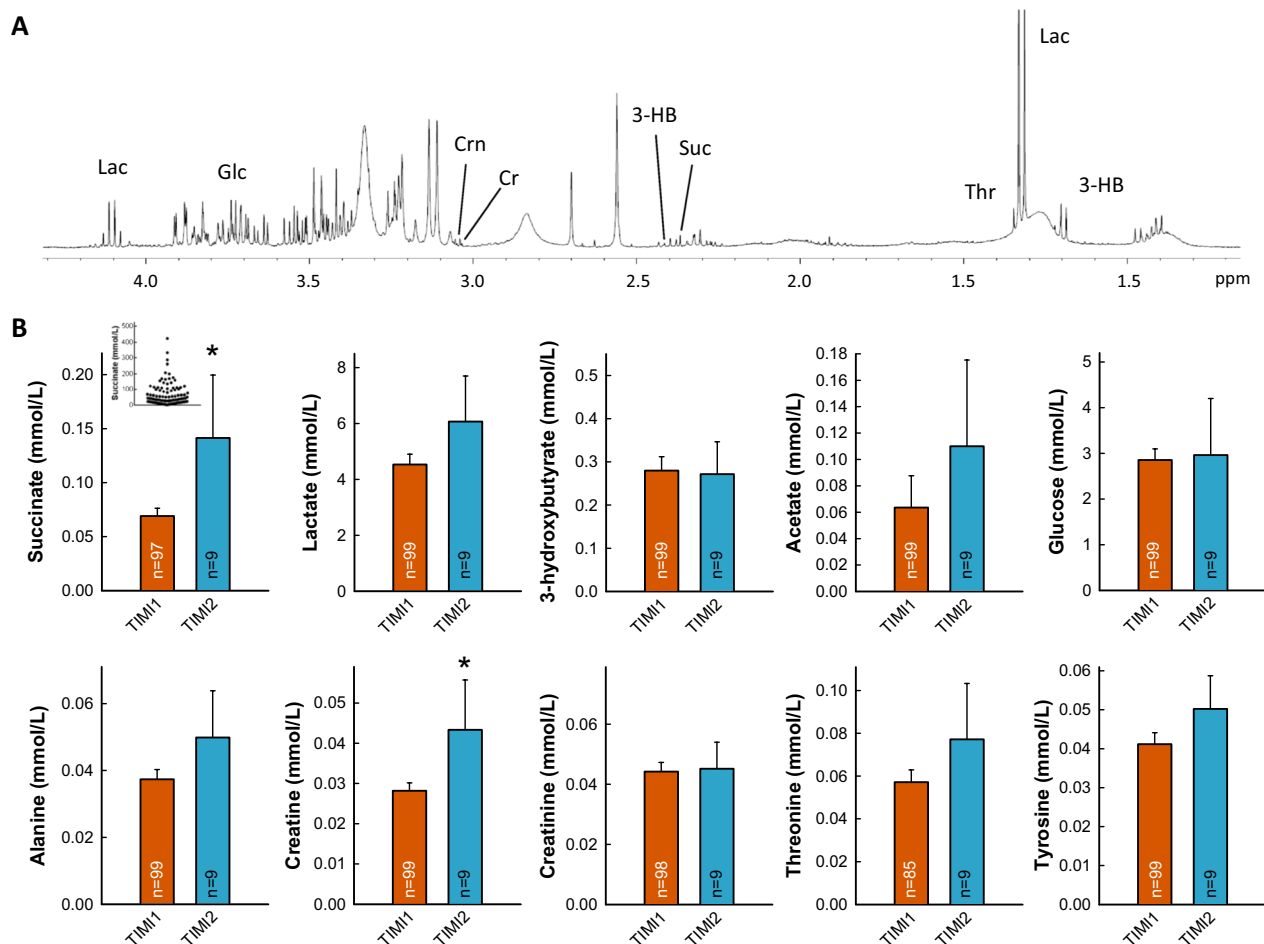 A
Lac
Glc
Crn
Cr
3-HB
Suc
Thr
Lac
3-HB
4.0
3.5
3.0
2.5
2.0
1.5
1.5
ppm
B
Succinate (mmol/L)
0.20
0.15
0.10
0.05
0.00
Succinate (mmol/L)
500
400
300
200
100
0
*
n=97
n=9
TIMI1
TIMI2
Lactate (mmol/L)
8
6
4
2
0
n=99
n=9
TIMI1
TIMI2
3-hydroxybutyrate (mmol/L)
0.5
0.4
0.3
0.2
0.1
0.0
n=99
n=9
TIMI1
TIMI2
Acetate (mmol/L)
0.18
0.16
0.14
0.12
0.10
0.08
0.06
0.04
0.02
0.00
n=99
n=9
TIMI1
TIMI2
Glucose (mmol/L)
5
4
3
2
1
0
n=99
n=9
TIMI1
TIMI2
Alanine (mmol/L)
0.06
0.04
0.02
0.00
n=99
n=9
TIMI1
TIMI2
Creatine (mmol/L)
0.05
0.04
0.03
0.02
0.01
0.00
*
n=99
n=9
TIMI1
TIMI2
Creatinine (mmol/L)
0.06
0.04
0.02
0.00
n=98
n=9
TIMI1
TIMI2
Threonine (mmol/L)
0.10
0.08
0.06
0.04
0.02
0.00
n=85
n=9
TIMI1
TIMI2
Tyrosine (mmol/L)
0.06
0.05
0.04
0.03
0.02
0.01
0.00
n=99
n=9
TIMI1
TIMI2